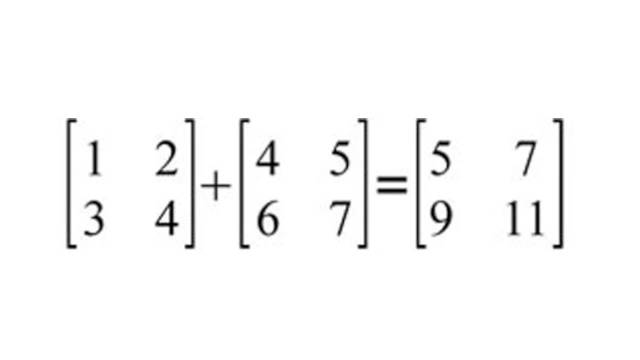 [1 2] + [4 5] = [5 7]
[3 4] [6 7] [9 11]